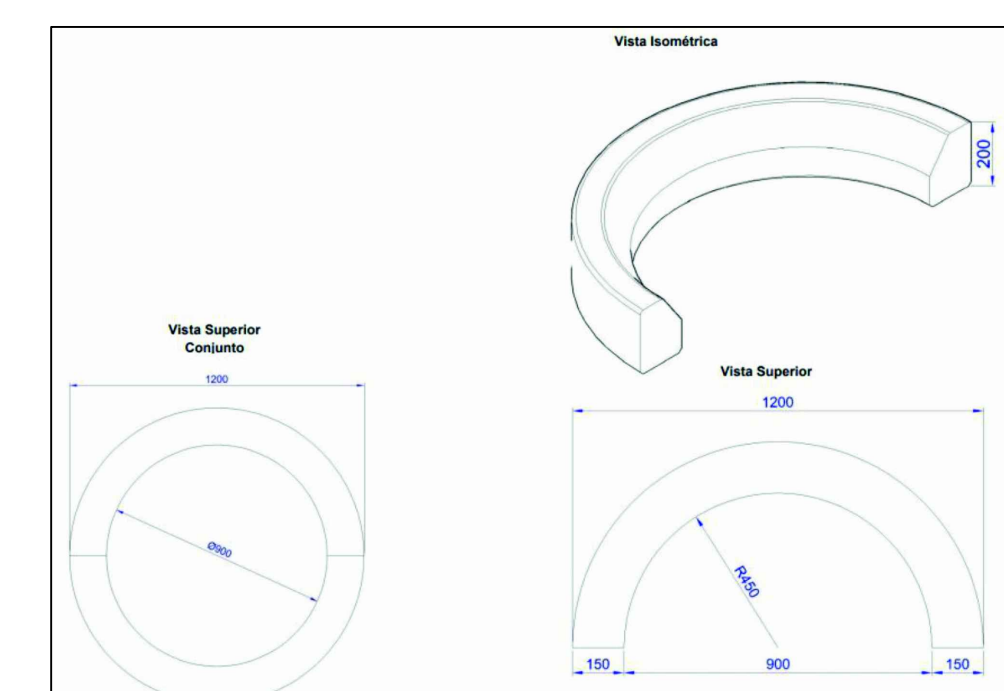 Vista Isométrica
200
Vista Superior
Conjunto
1200
Ø900
Vista Superior
1200
R450
150
900
150